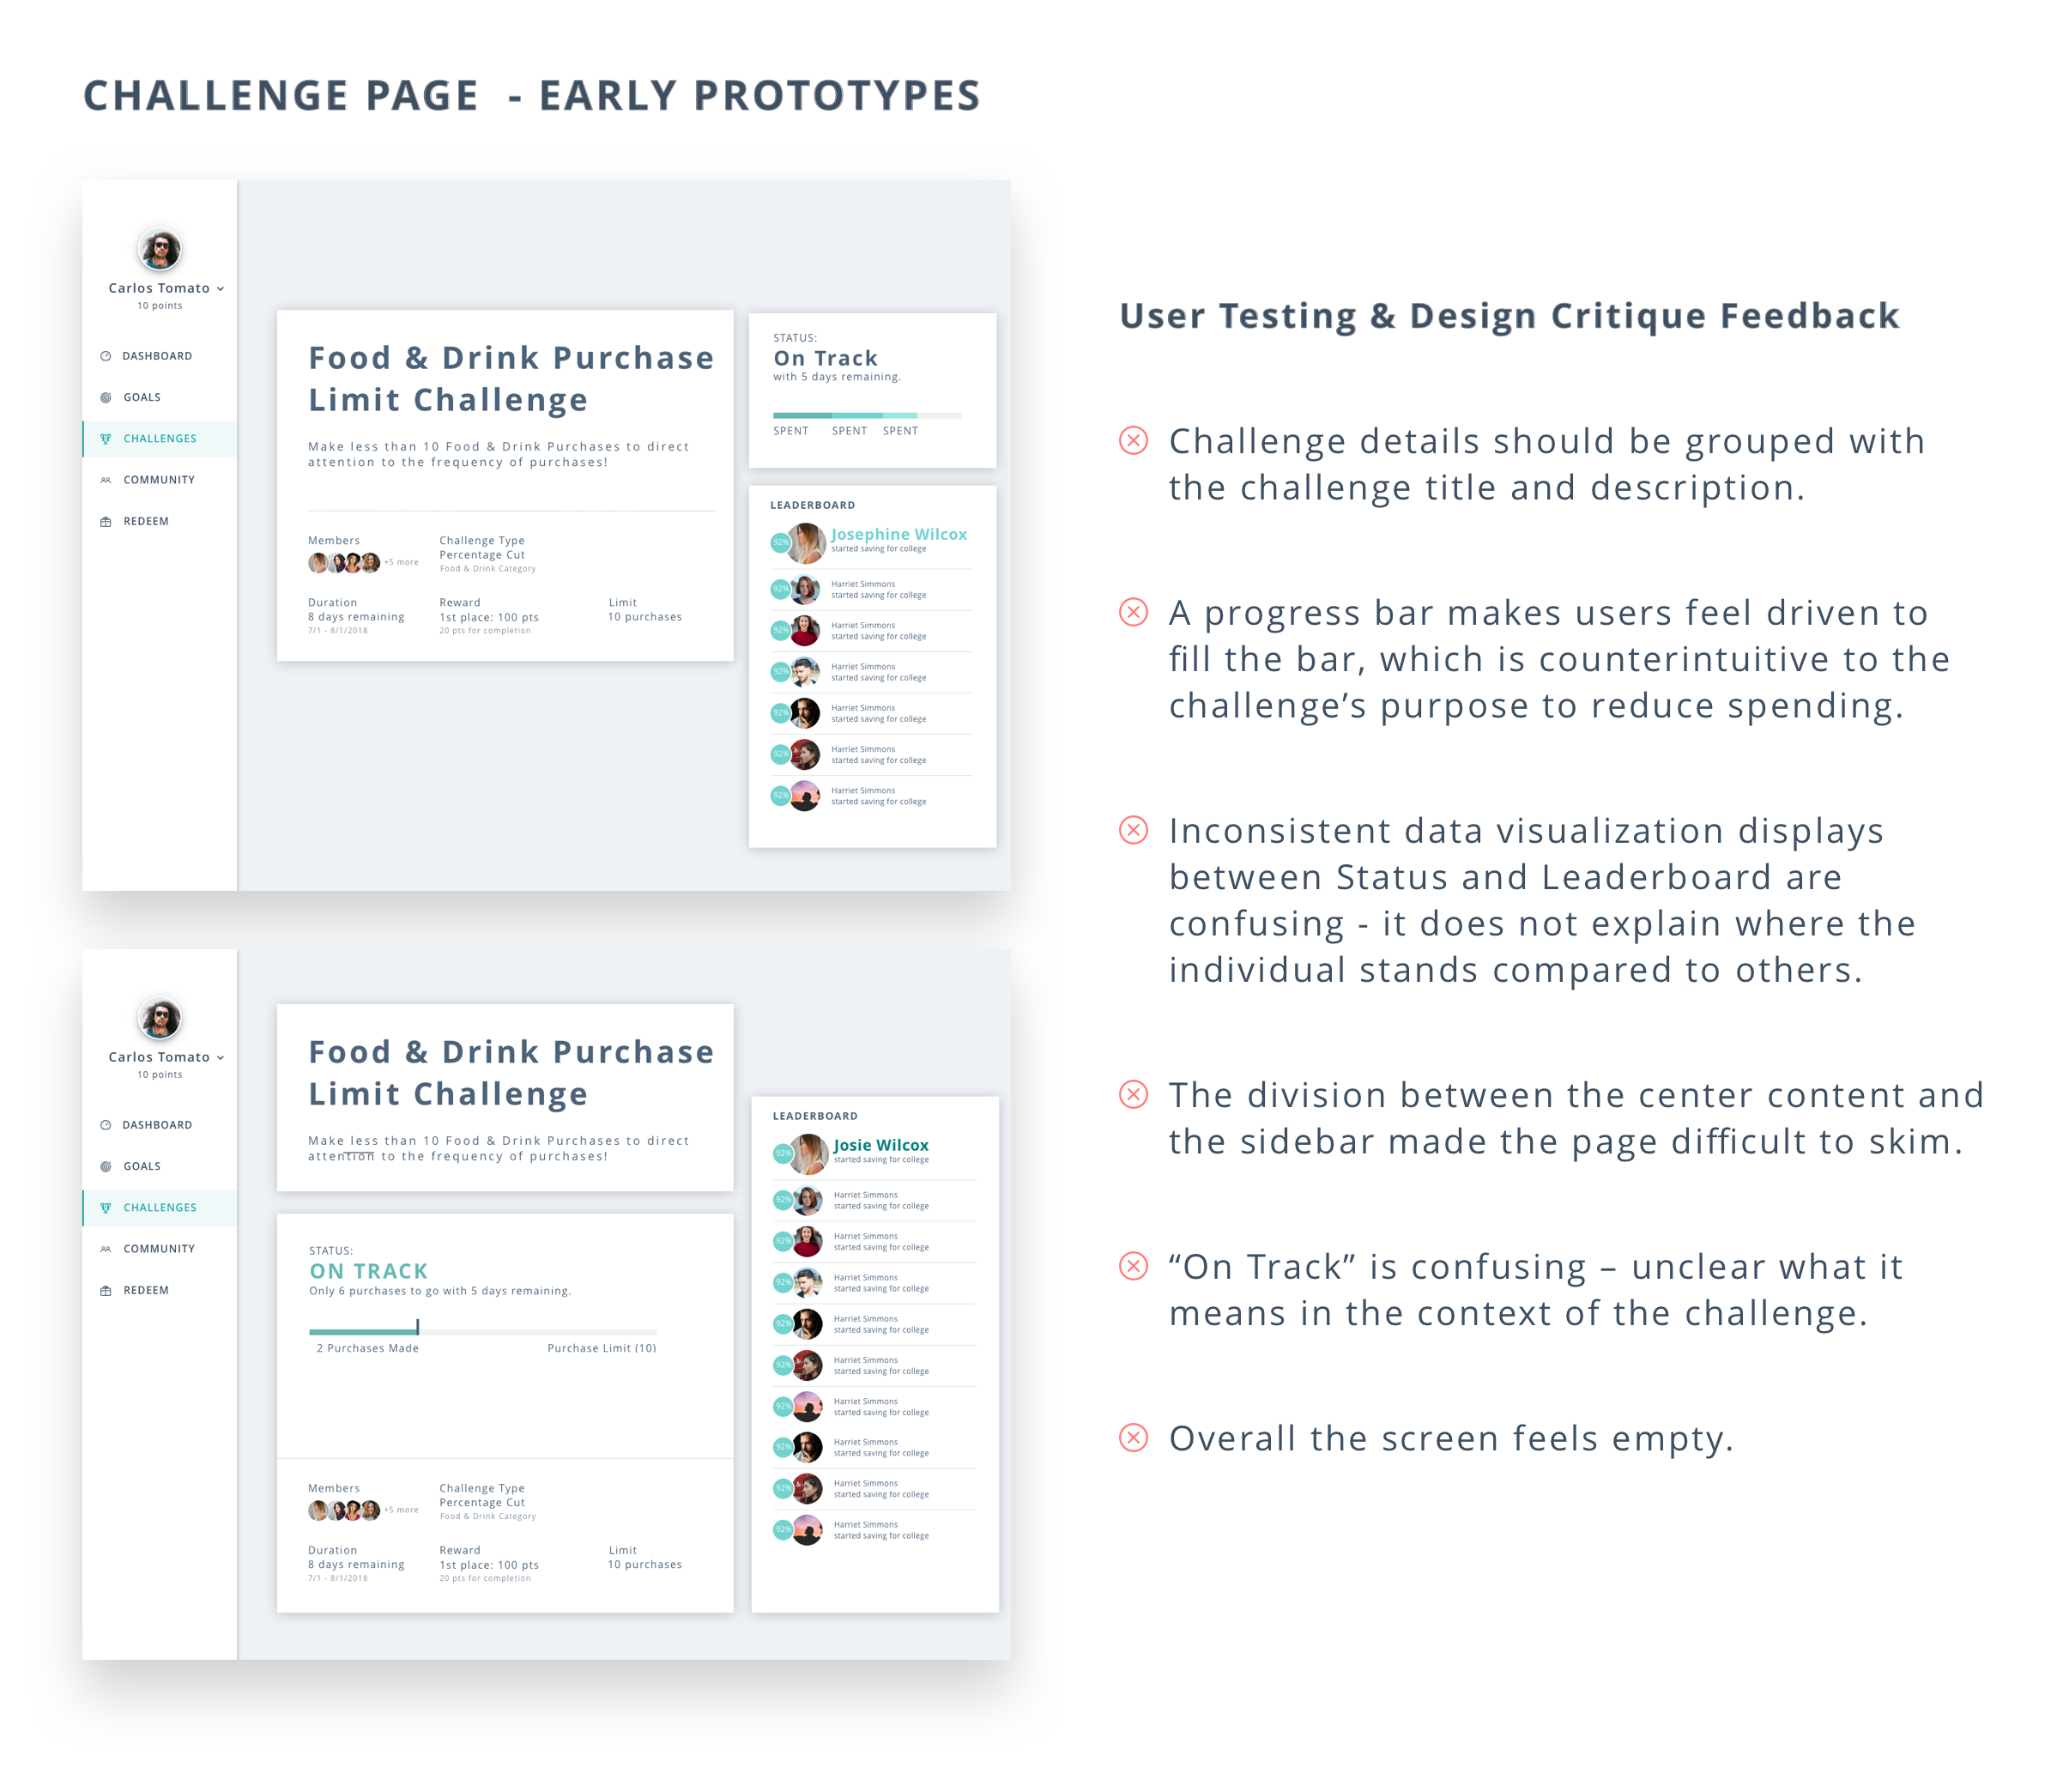 CHALLENGE PAGE - EARLY PROTOTYPES
Carlos Tomato
10 points
DASHBOARD
GOALS
CHALLENGES
COMMUNITY
REDEEM
Food & Drink Purchase
Limit Challenge
Make less than 10 Food & Drink Purchases to direct
attention to the frequency of purchases!
Members
+5 more
Challenge Type
Percentage Cut
Food & Drink Category
Duration
8 days remaining
7/1 - 8/1/2018
Reward
1st place: 100 pts
20 pts for completion
Limit
10 purchases
STATUS:
On Track
with 5 days remaining.
SPENT SPENT SPENT
LEADERBOARD
92% Josephine Wilcox
started saving for college
92% Harriet Simmons
started saving for college
92% Harriet Simmons
started saving for college
92% Harriet Simmons
started saving for college
92% Harriet Simmons
started saving for college
92% Harriet Simmons
started saving for college
92% Harriet Simmons
started saving for college
Carlos Tomato
10 points
DASHBOARD
GOALS
CHALLENGES
COMMUNITY
REDEEM
Food & Drink Purchase
Limit Challenge
Make less than 10 Food & Drink Purchases to direct
attention to the frequency of purchases!
STATUS:
ON TRACK
Only 6 purchases to go with 5 days remaining.
2 Purchases Made Purchase Limit (10)
Members
+5 more
Challenge Type
Percentage Cut
Food & Drink Category
Duration
8 days remaining
7/1 - 8/1/2018
Reward
1st place: 100 pts
20 pts for completion
Limit
10 purchases
LEADERBOARD
92% Josie Wilcox
started saving for college
92% Harriet Simmons
started saving for college
92% Harriet Simmons
started saving for college
92% Harriet Simmons
started saving for college
92% Harriet Simmons
started saving for college
92% Harriet Simmons
started saving for college
92% Harriet Simmons
started saving for college
92% Harriet Simmons
started saving for college
92% Harriet Simmons
started saving for college
92% Harriet Simmons
started saving for college
User Testing & Design Critique Feedback
Challenge details should be grouped with
the challenge title and description.
A progress bar makes users feel driven to
fill the bar, which is counterintuitive to the
challenge’s purpose to reduce spending.
Inconsistent data visualization displays
between Status and Leaderboard are
confusing - it does not explain where the
individual stands compared to others.
The division between the center content and
the sidebar made the page difficult to skim.
“On Track” is confusing – unclear what it
means in the context of the challenge.
Overall the screen feels empty.